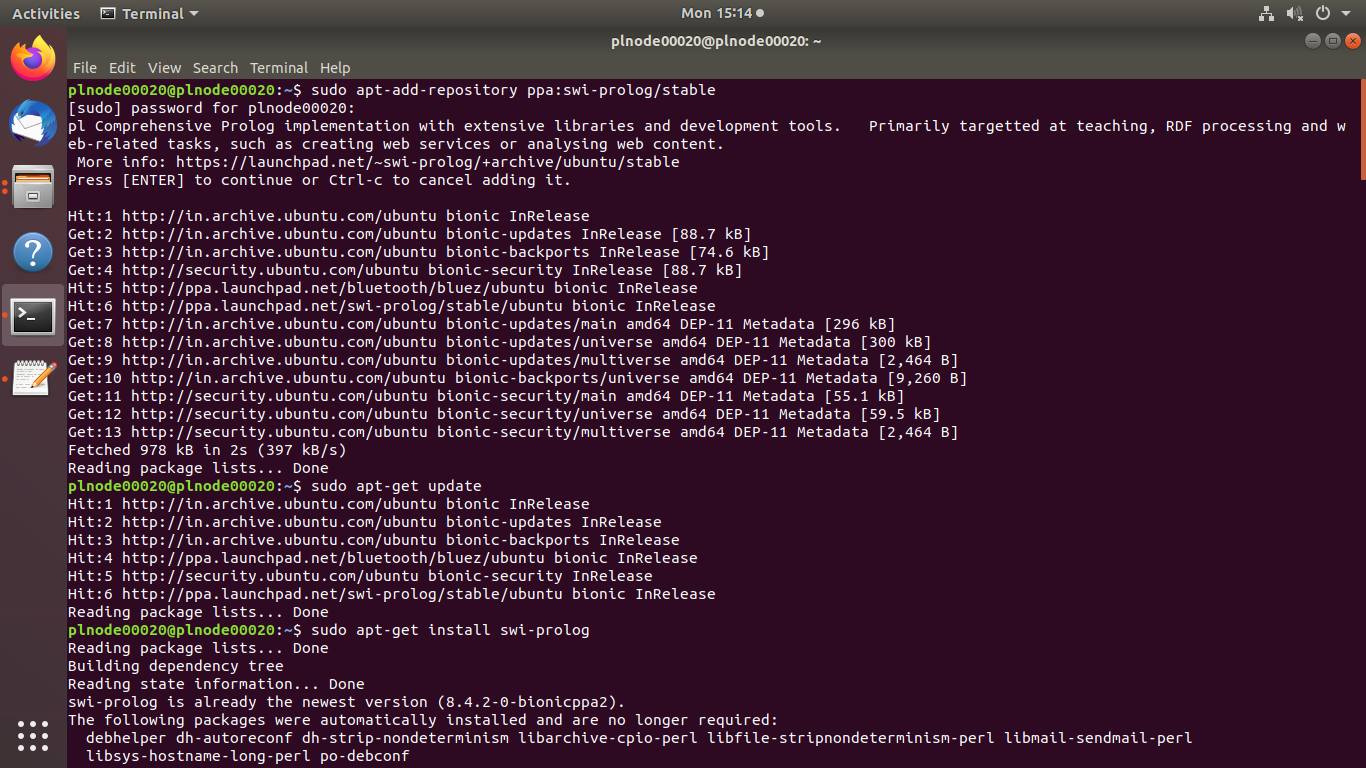 Activities Terminal Mon 15:14
plnode00020@plnode00020: ~
File Edit View Search Terminal Help
plnode00020@plnode00020:~$ sudo apt-add-repository ppa:swi-prolog/stable
[sudo] password for plnode00020:
pl Comprehensive Prolog implementation with extensive libraries and development tools.   Primarily targetted at teaching, RDF processing and w
eb-related tasks, such as creating web services or analysing web content.
 More info: https://launchpad.net/~swi-prolog/+archive/ubuntu/stable
Press [ENTER] to continue or Ctrl-c to cancel adding it.
Hit:1 http://in.archive.ubuntu.com/ubuntu bionic InRelease
Get:2 http://in.archive.ubuntu.com/ubuntu bionic-updates InRelease [88.7 kB]
Get:3 http://in.archive.ubuntu.com/ubuntu bionic-backports InRelease [74.6 kB]
Get:4 http://security.ubuntu.com/ubuntu bionic-security InRelease [88.7 kB]
Hit:5 http://ppa.launchpad.net/bluetooth/bluez/ubuntu bionic InRelease
Hit:6 http://ppa.launchpad.net/swi-prolog/stable/ubuntu bionic InRelease
Get:7 http://in.archive.ubuntu.com/ubuntu bionic-updates/main amd64 DEP-11 Metadata [296 kB]
Get:8 http://in.archive.ubuntu.com/ubuntu bionic-updates/universe amd64 DEP-11 Metadata [300 kB]
Get:9 http://in.archive.ubuntu.com/ubuntu bionic-updates/multiverse amd64 DEP-11 Metadata [2,464 B]
Get:10 http://in.archive.ubuntu.com/ubuntu bionic-backports/universe amd64 DEP-11 Metadata [9,260 B]
Get:11 http://security.ubuntu.com/ubuntu bionic-security/main amd64 DEP-11 Metadata [55.1 kB]
Get:12 http://security.ubuntu.com/ubuntu bionic-security/universe amd64 DEP-11 Metadata [59.5 kB]
Get:13 http://security.ubuntu.com/ubuntu bionic-security/multiverse amd64 DEP-11 Metadata [2,464 B]
Fetched 978 kB in 2s (397 kB/s)
Reading package lists... Done
plnode00020@plnode00020:~$ sudo apt-get update
Hit:1 http://in.archive.ubuntu.com/ubuntu bionic InRelease
Hit:2 http://in.archive.ubuntu.com/ubuntu bionic-updates InRelease
Hit:3 http://in.archive.ubuntu.com/ubuntu bionic-backports InRelease
Hit:4 http://ppa.launchpad.net/bluetooth/bluez/ubuntu bionic InRelease
Hit:5 http://security.ubuntu.com/ubuntu bionic-security InRelease
Hit:6 http://ppa.launchpad.net/swi-prolog/stable/ubuntu bionic InRelease
Reading package lists... Done
plnode00020@plnode00020:~$ sudo apt-get install swi-prolog
Reading package lists... Done
Building dependency tree
Reading state information... Done
swi-prolog is already the newest version (8.4.2-0-bionicppa2).
The following packages were automatically installed and are no longer required:
  debhelper dh-autoreconf dh-strip-nondeterminism libarchive-cpio-perl libfile-stripnondeterminism-perl libmail-sendmail-perl
  libsys-hostname-long-perl po-debconf